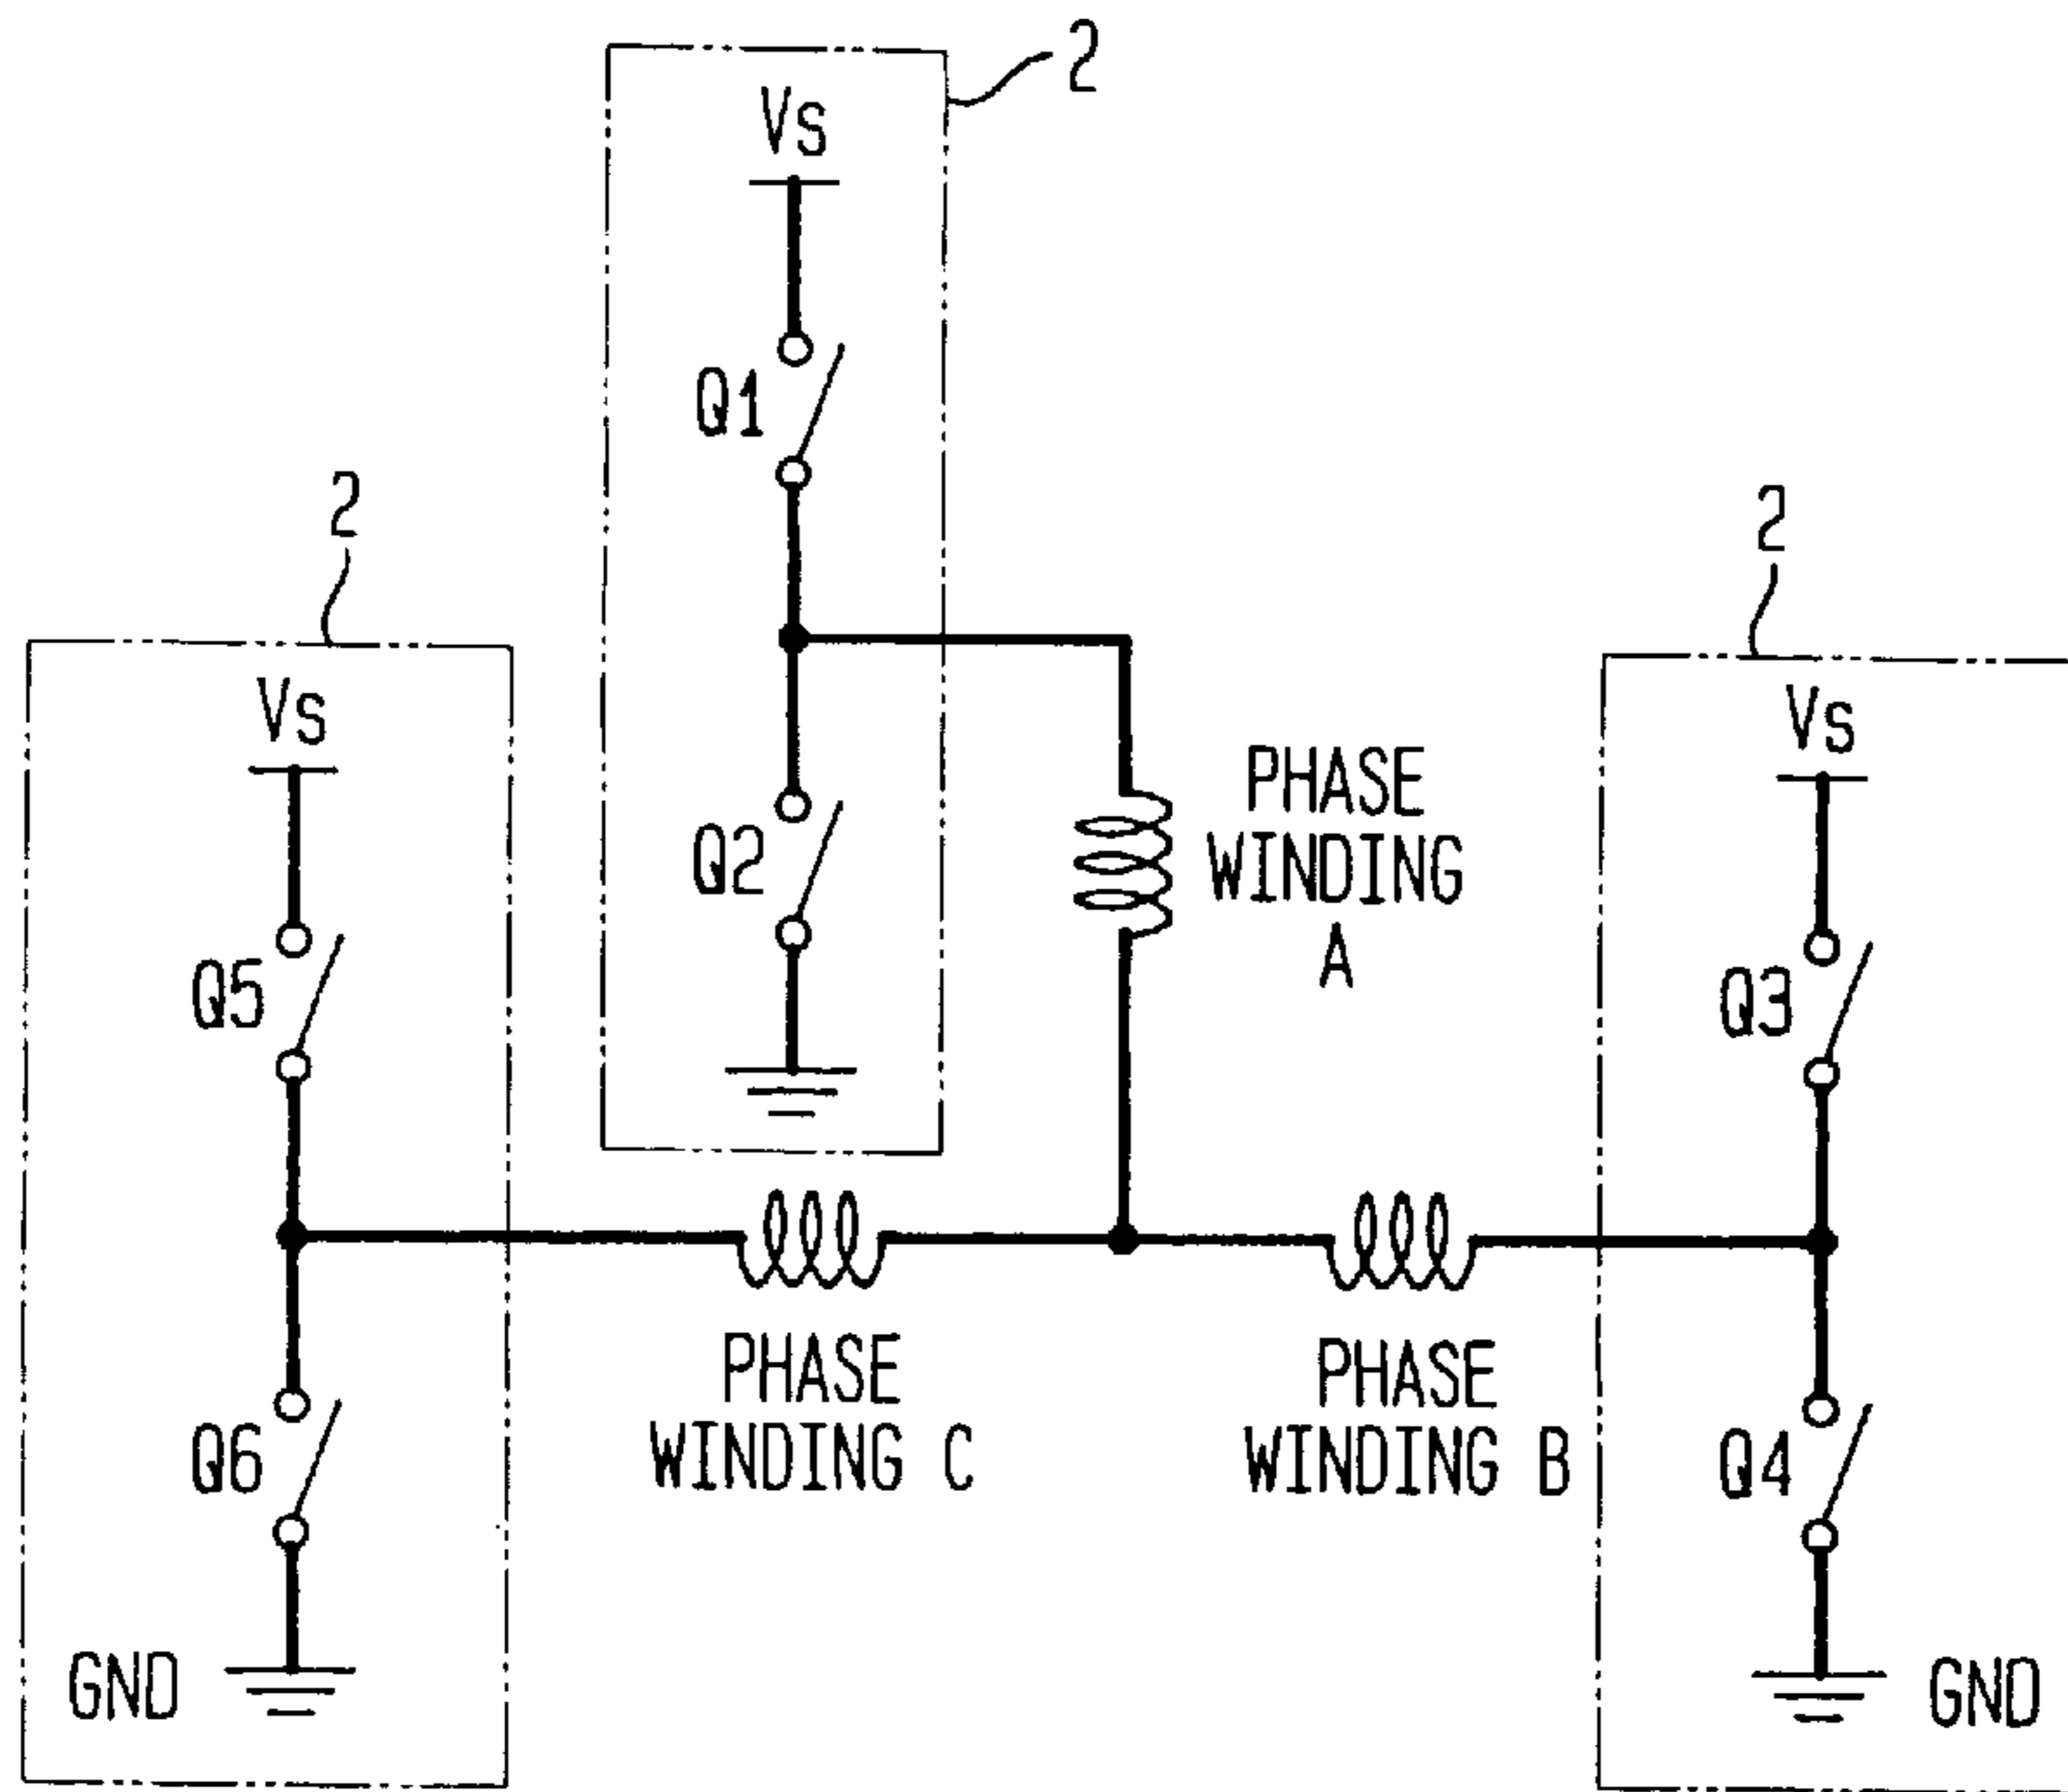 2
Vs
Q1
2
2
Vs
Vs
PHASE
WINDING
A
Q2
Q5
Q3
PHASE
WINDING C
PHASE
WINDING B
Q6
Q4
GND
GND